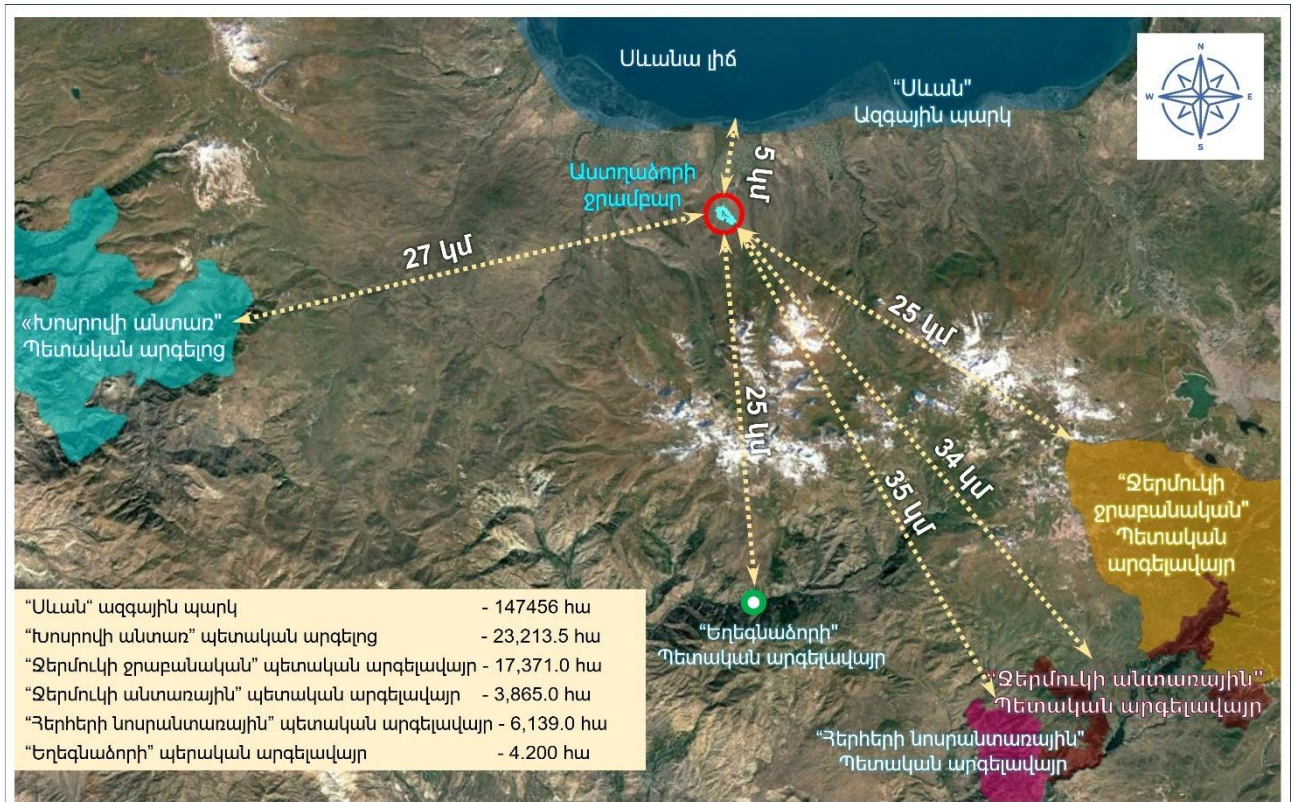 Սևանա լիճ
“Սևան"
Ազգային պարկ
N
W
E
S
5 կմ
Աստղաձորի
ջրամբար
27 կմ
«Խոսրովի անտառ"
Պետական արգելոց
25 կմ
25 կմ
34 կմ
35 կմ
“Ջերմուկի
ջրաբանական"
Պետական
արգելավայր
“Եղեգնաձորի"
Պետական արգելավայր
“Ջերմուկի անտառային"
Պետական արգելավայր
“Հերհերի նոսրանտառային"
Պետական արգելավայր
“Սևան“ ազգային պարկ - 147456 հա
“Խոսրովի անտառ” պետական արգելոց - 23,213.5 հա
“Ջերմուկի ջրաբանական” պետական արգելավայր - 17,371.0 հա
“Ջերմուկի անտառային” պետական արգելավայր - 3,865.0 հա
“Հերհերի նոսրանտառային” պետական արգելավայր - 6,139.0 հա
“Եղեգնաձորի” պերական արգելավայր - 4.200 հա